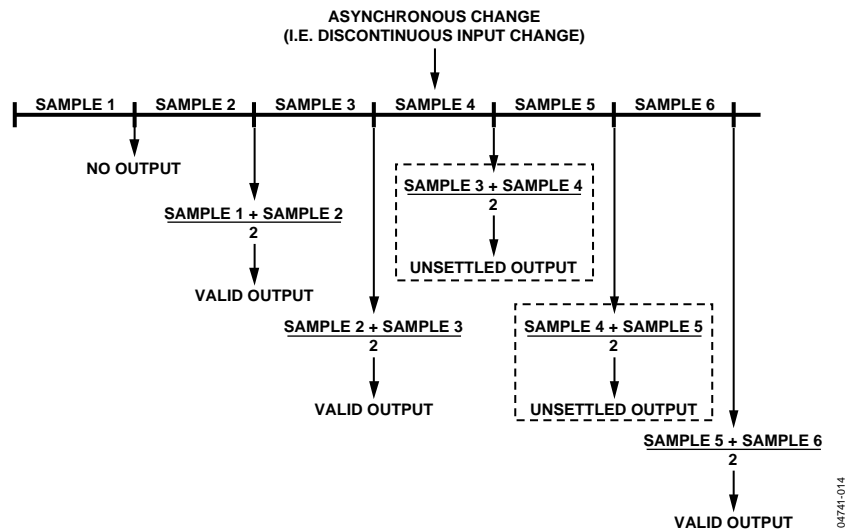 ASYNCHRONOUS CHANGE
(I.E. DISCONTINUOUS INPUT CHANGE)
SAMPLE 1 SAMPLE 2 SAMPLE 3 SAMPLE 4 SAMPLE 5 SAMPLE 6
NO OUTPUT
SAMPLE 1 + SAMPLE 2
2
VALID OUTPUT
SAMPLE 3 + SAMPLE 4
2
UNSETTLED OUTPUT
SAMPLE 2 + SAMPLE 3
2
VALID OUTPUT
SAMPLE 4 + SAMPLE 5
2
UNSETTLED OUTPUT
SAMPLE 5 + SAMPLE 6
2
VALID OUTPUT
04741-014